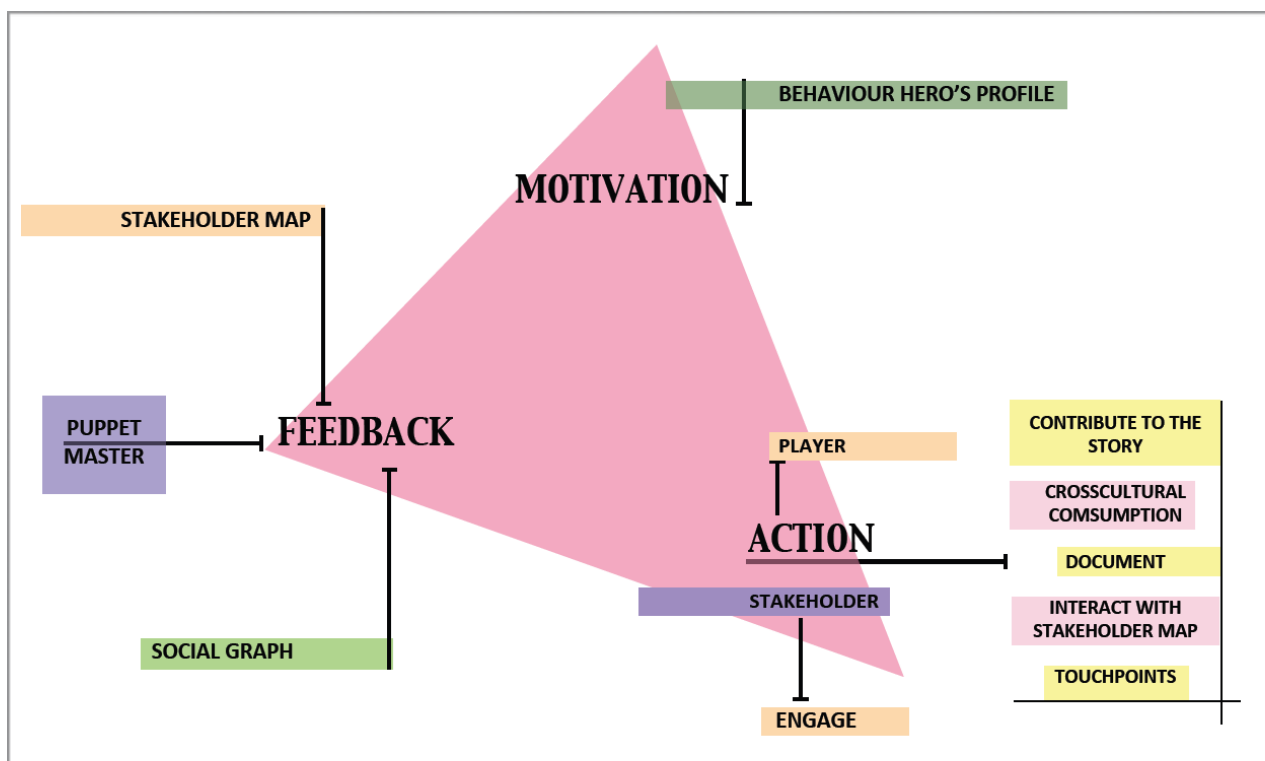 BEHAVIOUR HERO’S PROFILE
MOTIVATION
STAKEHOLDER MAP
PUPPET
MASTER
FEEDBACK
SOCIAL GRAPH
PLAYER
ACTION
STAKEHOLDER
ENGAGE
CONTRIBUTE TO THE
STORY
CROSSCULTURAL
COMSUMPTION
DOCUMENT
INTERACT WITH
STAKEHOLDER MAP
TOUCHPOINTS